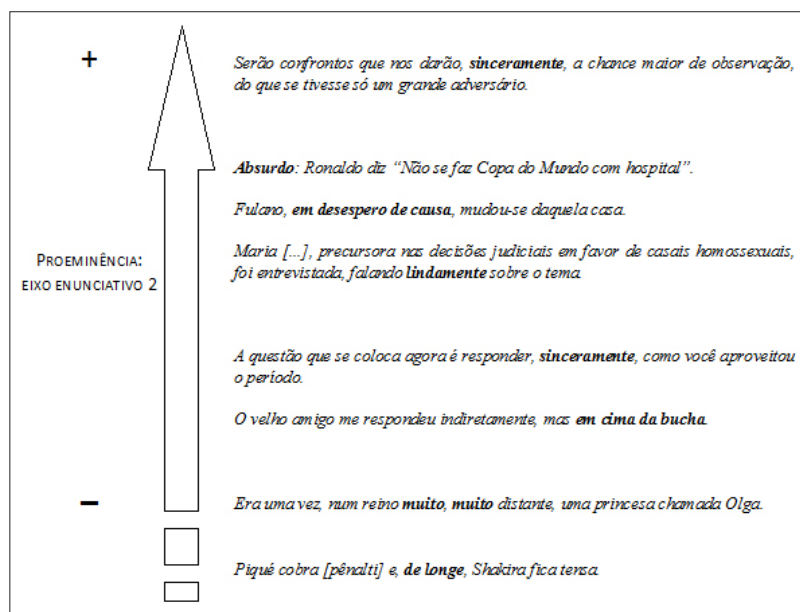 +
Serão confrontos que nos darão, sinceramente, a chance maior de observação,
do que se tivesse só um grande adversário.
Absurdo: Ronaldo diz “Não se faz Copa do Mundo com hospital”.
Fulano, em desespero de causa, mudou-se daquela casa.
Maria [...], precursora nas decisões judiciais em favor de casais homossexuais,
foi entrevistada, falando lindamente sobre o tema.
PROEMINÊNCIA:
EIXO ENUNCIATIVO 2
A questão que se coloca agora é responder, sinceramente, como você aproveitou
o período.
O velho amigo me respondeu indiretamente, mas em cima da bucha.
–
Era uma vez, num reino muito, muito distante, uma princesa chamada Olga.
Piqué cobra [pênalti] e, de longe, Shakira fica tensa.